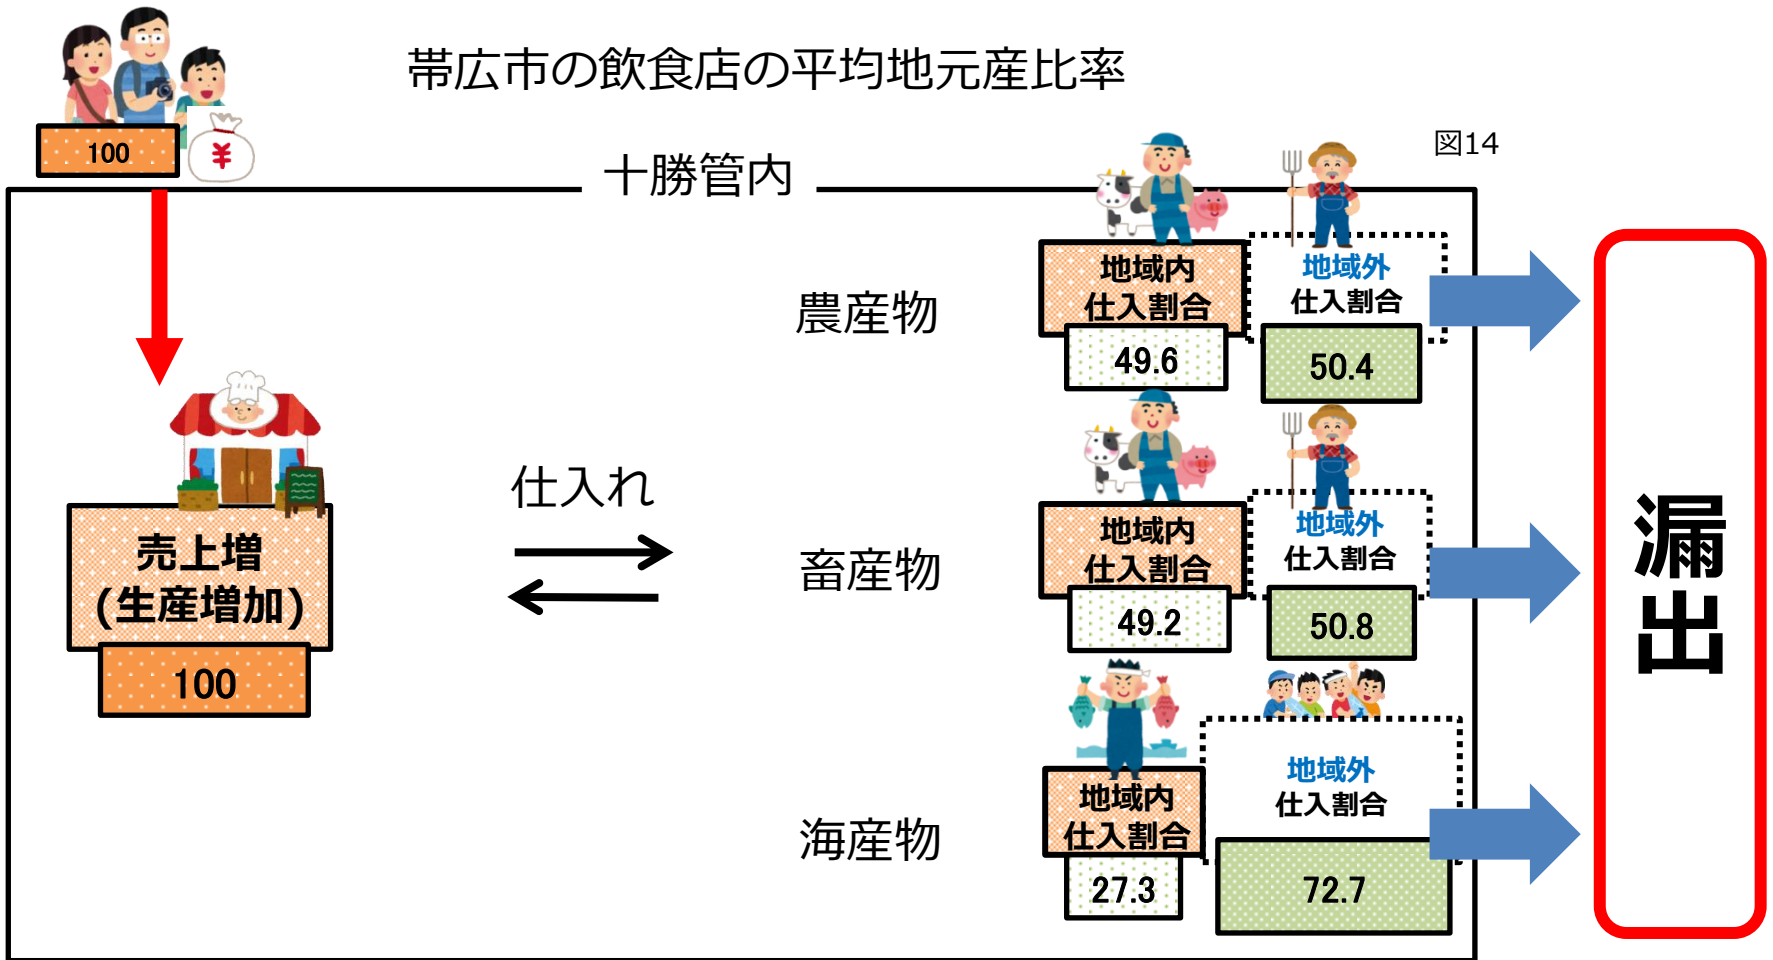 帯広市の飲食店の平均地元産比率
100
¥
図14
十勝管内
農産物
地域内
仕入割合
49.6
地域外
仕入割合
50.4
売上増
(生産増加)
100
仕入れ
畜産物
地域内
仕入割合
49.2
地域外
仕入割合
50.8
海産物
地域内
仕入割合
27.3
地域外
仕入割合
72.7
漏出